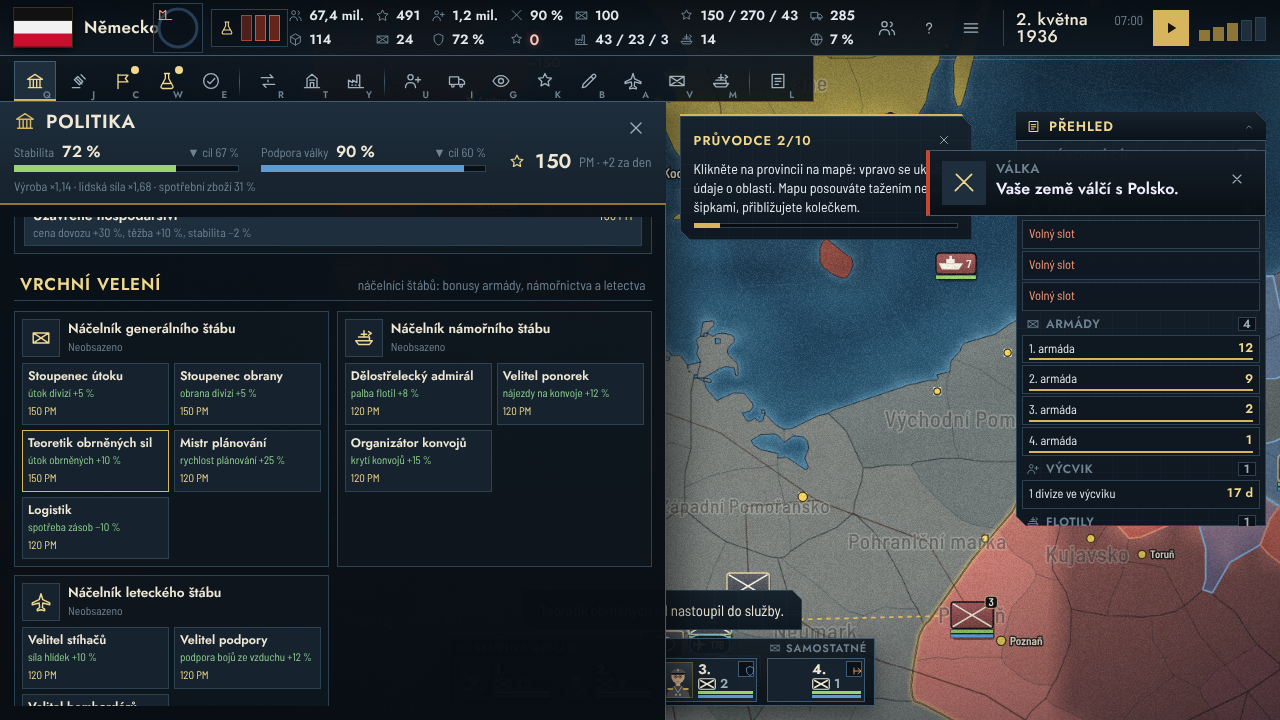 Německo
67,4 mil.
491
1,2 mil.
90 %
100
150 / 270 / 43
285
114
24
72 %
0
43 / 23 / 3
14
7 %
?
2. května
1936
07:00
Q
J
C
W
E
R
T
Y
U
I
G
K
B
A
V
M
L
POLITIKA
Stabilita 72 % ▼ cíl 67 %
Podpora války 90 % ▼ cíl 60 %
150 PM · +2 za den
Výroba ×1,14 · lidská síla ×1,68 · spotřební zboží 31 %
Uzavřené hospodářství
cena dovozu +30 %, těžba +10 %, stabilita −2 %
VRCHNÍ VELENÍ
náčelníci štábů: bonusy armády, námořnictva a letectva
Náčelník generálního štábu
Neobsazeno
Stoupenec útoku
útok divizí +5 %
150 PM
Stoupenec obrany
obrana divizí +5 %
150 PM
Teoretik obrněných sil
útok obrněných +10 %
150 PM
Mistr plánování
rychlost plánování +25 %
120 PM
Logistik
spotřeba zásob −10 %
120 PM
Náčelník námořního štábu
Neobsazeno
Dělostřelecký admirál
palba flotil +8 %
120 PM
Velitel ponorek
nájezdy na konvoje +12 %
120 PM
Organizátor konvojů
krytí konvojů +15 %
120 PM
Náčelník leteckého štábu
Neobsazeno
Velitel stíhačů
síla hlídek +10 %
120 PM
Velitel podpory
podpora bojů ze vzduchu +12 %
120 PM
Velitel bombardérů
PRŮVODCE 2/10
Klikněte na provincii na mapě: vpravo se uk
údaje o oblasti. Mapu posouváte tažením ne
šipkami, přibližujete kolečkem.
PŘEHLED
VÁLKA
Vaše země válčí s Polskem.
Volný slot
Volný slot
Volný slot
ARMÁDY 4
1. armáda 12
2. armáda 9
3. armáda 2
4. armáda 1
VÝCVIK 1
1 divize ve výcviku 17 d
FLOTILY 1
7
Východní Pom
Západní Pomořansko
Pohraniční marka
Kujavsko
Toruń
3
Poznaň
Neumark
nastoupil do služby.
SAMOSTATNÉ
3.
2
4.
1